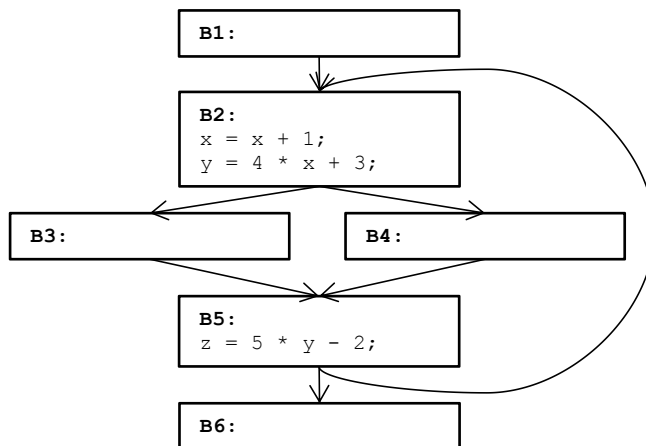 B1:
B2:
x = x + 1;
y = 4 * x + 3;
B3:
B4:
B5:
z = 5 * y - 2;
B6: